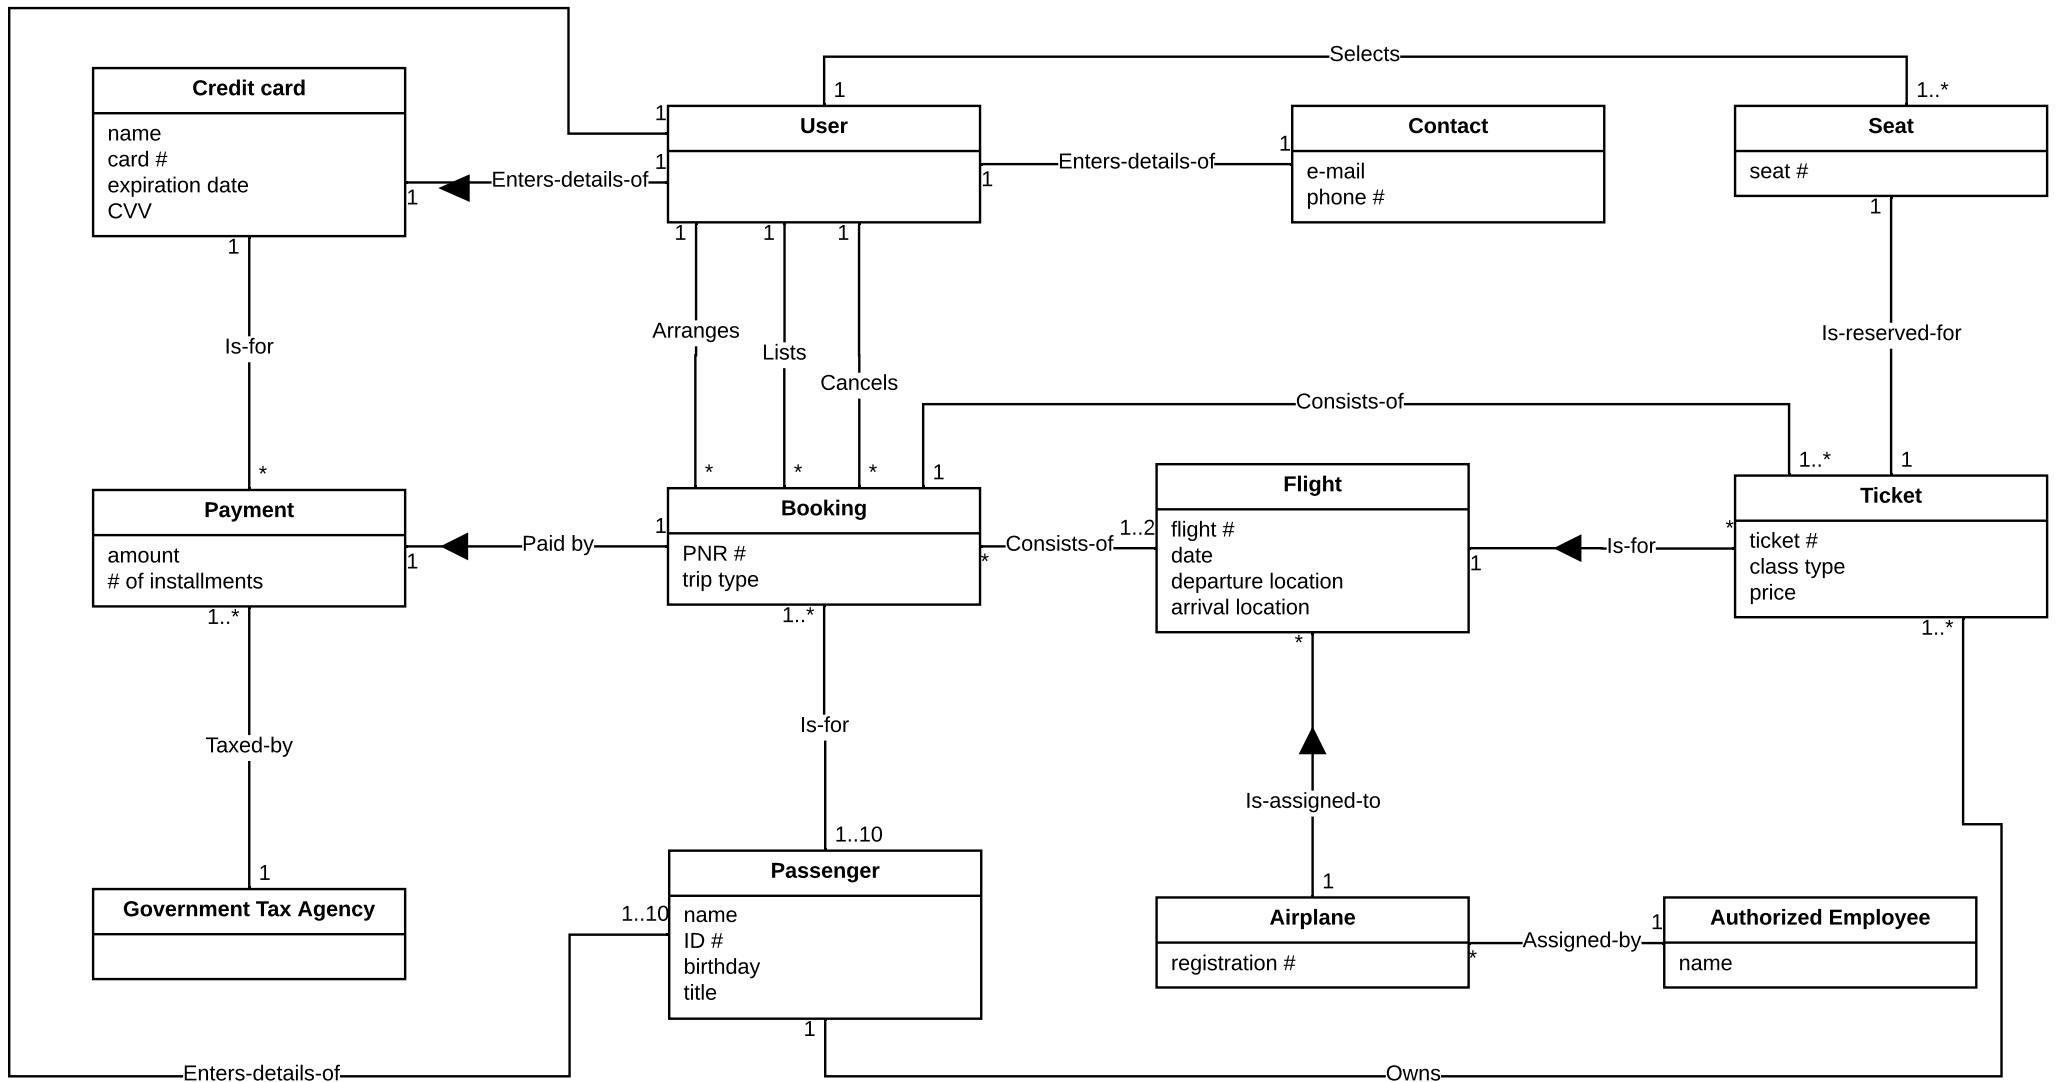 Selects
1
1..*
Credit card
name
card #
expiration date
CVV
1
User
1
Enters-details-of
1
1
Enters-details-of
1
Contact
e-mail
phone #
Seat
seat #
1
1
1
1
1
Is-for
Arranges
Lists
Cancels
Is-reserved-for
Consists-of
*
*
*
*
1
1..*
1
Payment
amount
# of installments
1
Paid by
1
Booking
PNR #
trip type
*
Consists-of
1..2
Flight
flight #
date
departure location
arrival location
1
Is-for
*
Ticket
ticket #
class type
price
1..*
1..*
*
1..*
Taxed-by
Is-for
Is-assigned-to
1
1..10
1
Government Tax Agency
1..10
Passenger
name
ID #
birthday
title
Airplane
registration #
*
Assigned-by
1
Authorized Employee
name
1
Enters-details-of
Owns